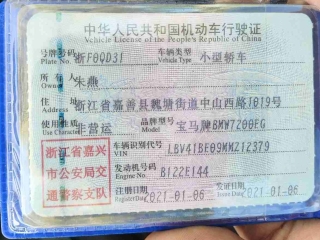 中华人民共和国机动车行驶证
Vehicle License of the People's Republic of China
号牌号码 浙F0QD31 车辆类型 小型轿车
Plate No. Vehicle Type
所有人 朱燕
Owner
住址 浙江省嘉善县魏塘街道中山西路1019号
Address
使用性质 非营运 品牌型号 宝马牌BMW7200EG
Use Character Model
浙江省嘉兴 车辆识别代号 LBV41BE09MMZ12379
VIN
市公安局交 发动机号码 B122E144
Engine No.
通警察支队 注册日期 2021-01-06 发证日期 2021-01-06
Register Date Issue Date